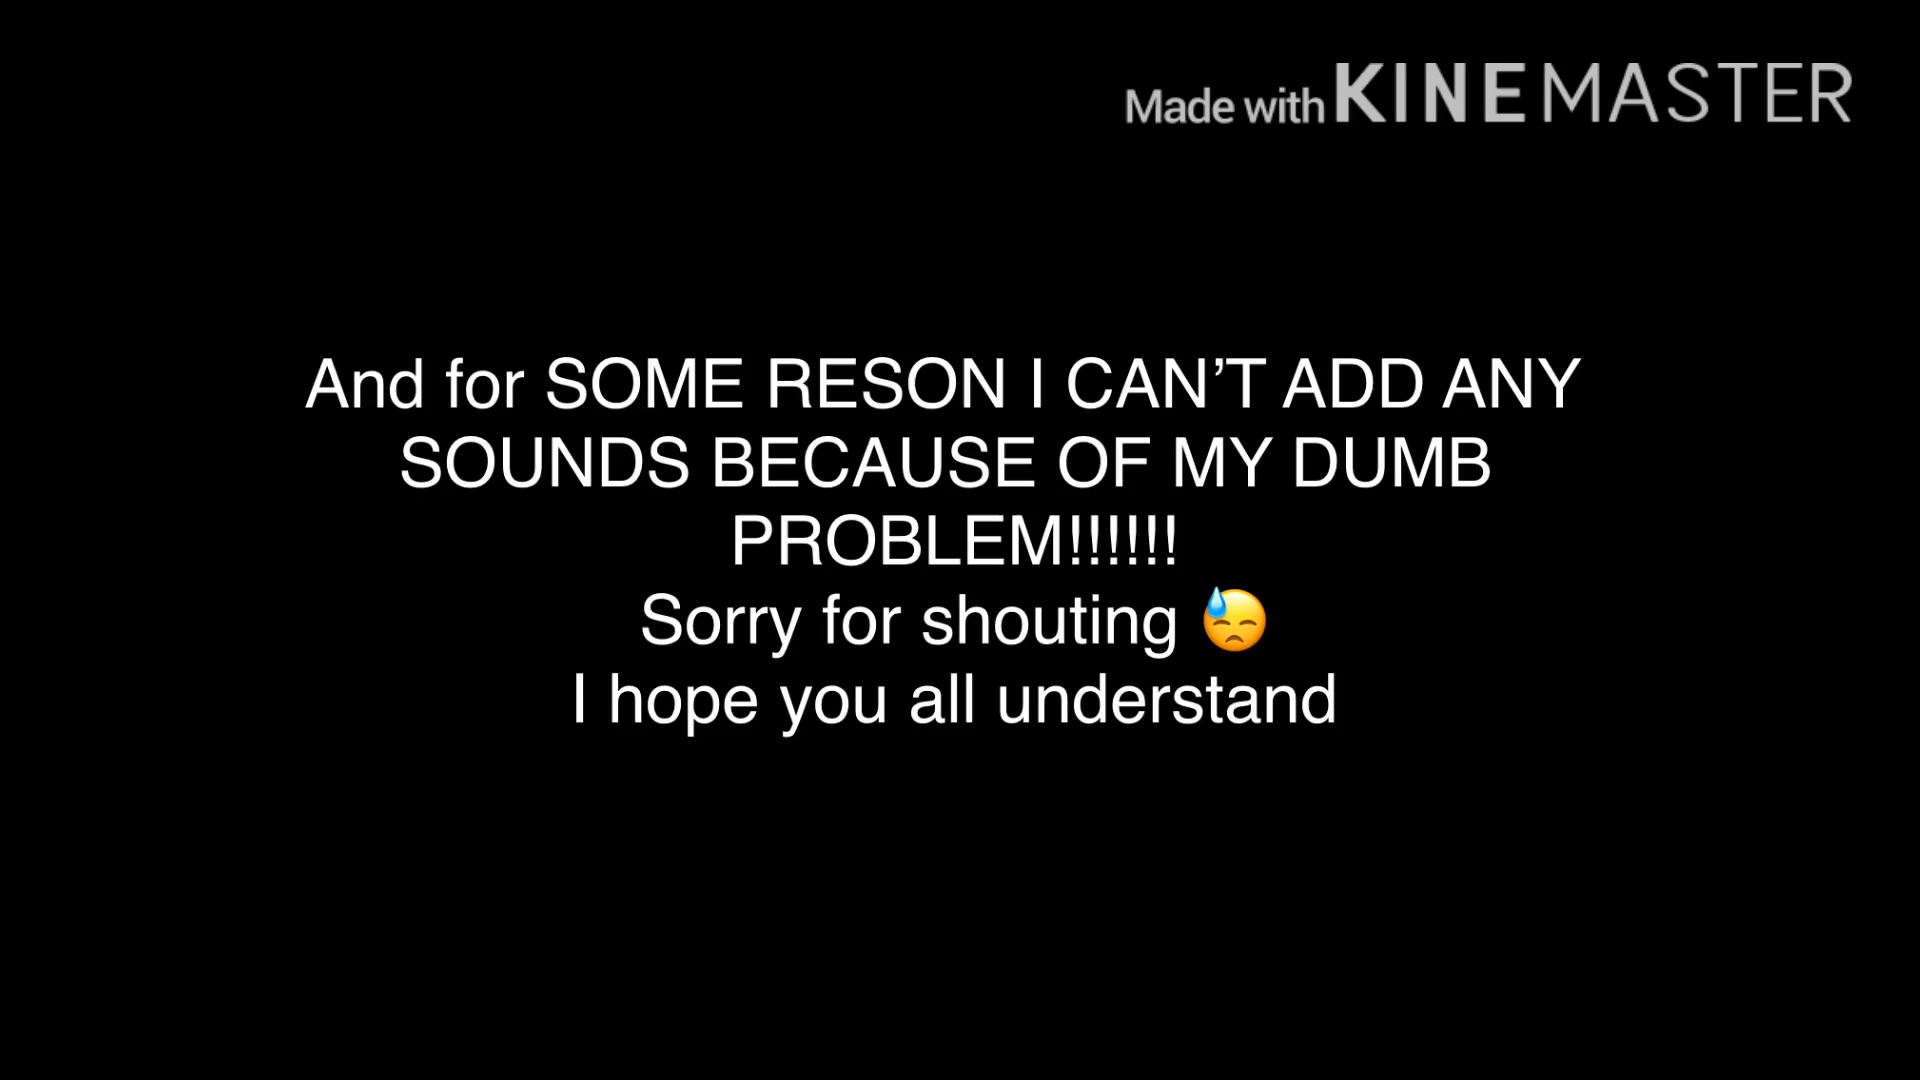 Made with KINEMASTER
And for SOME RESON I CAN’T ADD ANY
SOUNDS BECAUSE OF MY DUMB
PROBLEM!!!!!!
Sorry for shouting 😓
I hope you all understand